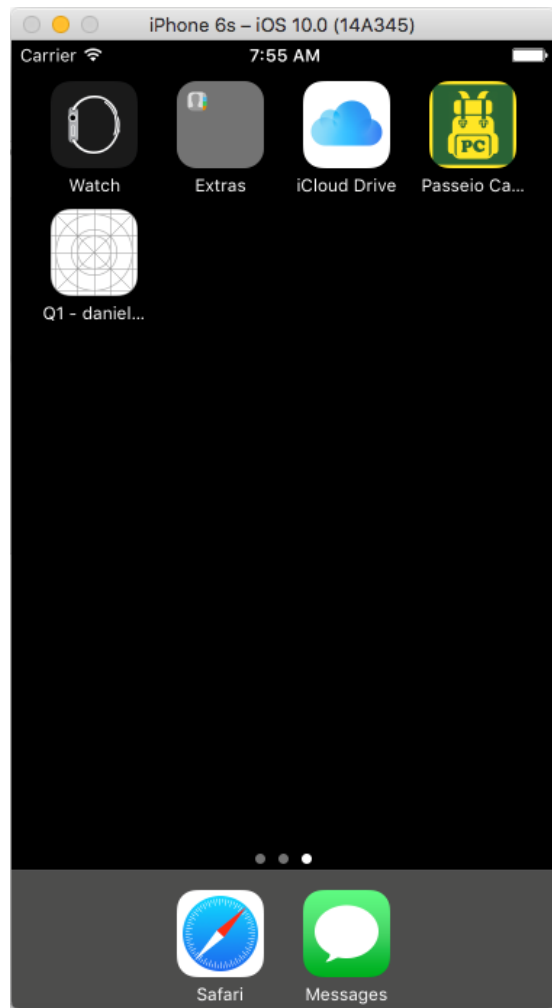 iPhone 6s – iOS 10.0 (14A345)
Carrier 7:55 AM
Watch Extras iCloud Drive Passeio Ca...
PC
Q1 - daniel...
Safari Messages